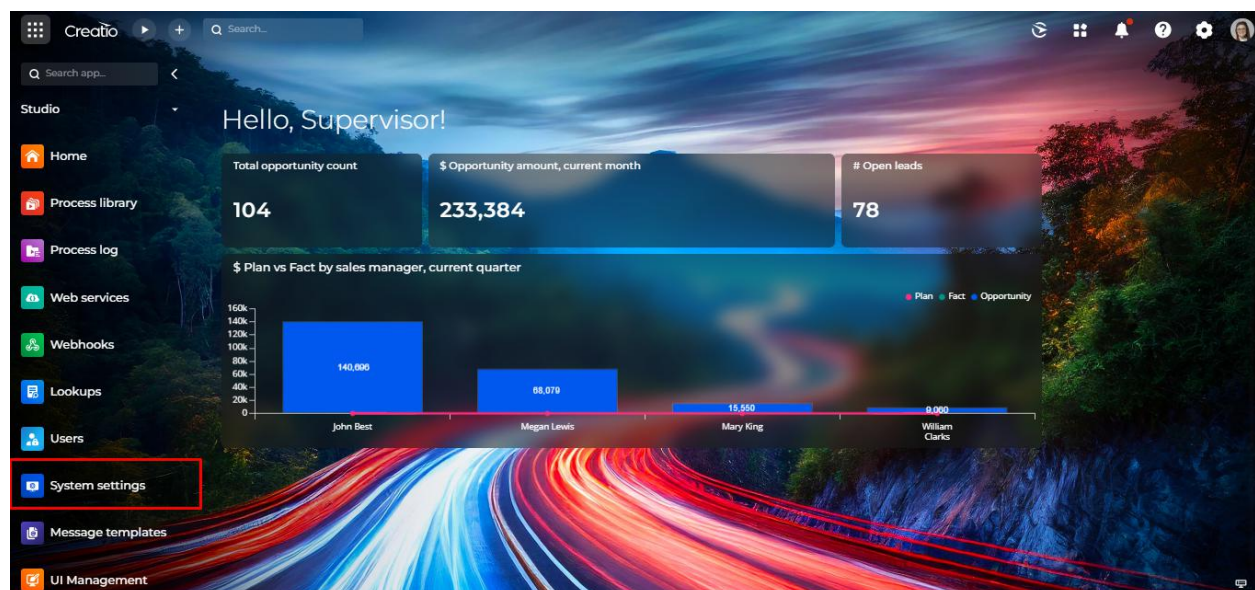 Creatio
Search...
Search app...
Studio
Home
Process library
Process log
Web services
Webhooks
Lookups
Users
System settings
Message templates
UI Management
Hello, Supervisor!
Total opportunity count
104
$ Opportunity amount, current month
233,384
# Open leads
78
$ Plan vs Fact by sales manager, current quarter
Plan Fact Opportunity
160k
140k
120k
100k
80k
60k
40k
20k
0
140,696
68,079
15,550
9,060
John Best
Megan Lewis
Mary King
William
Clarks